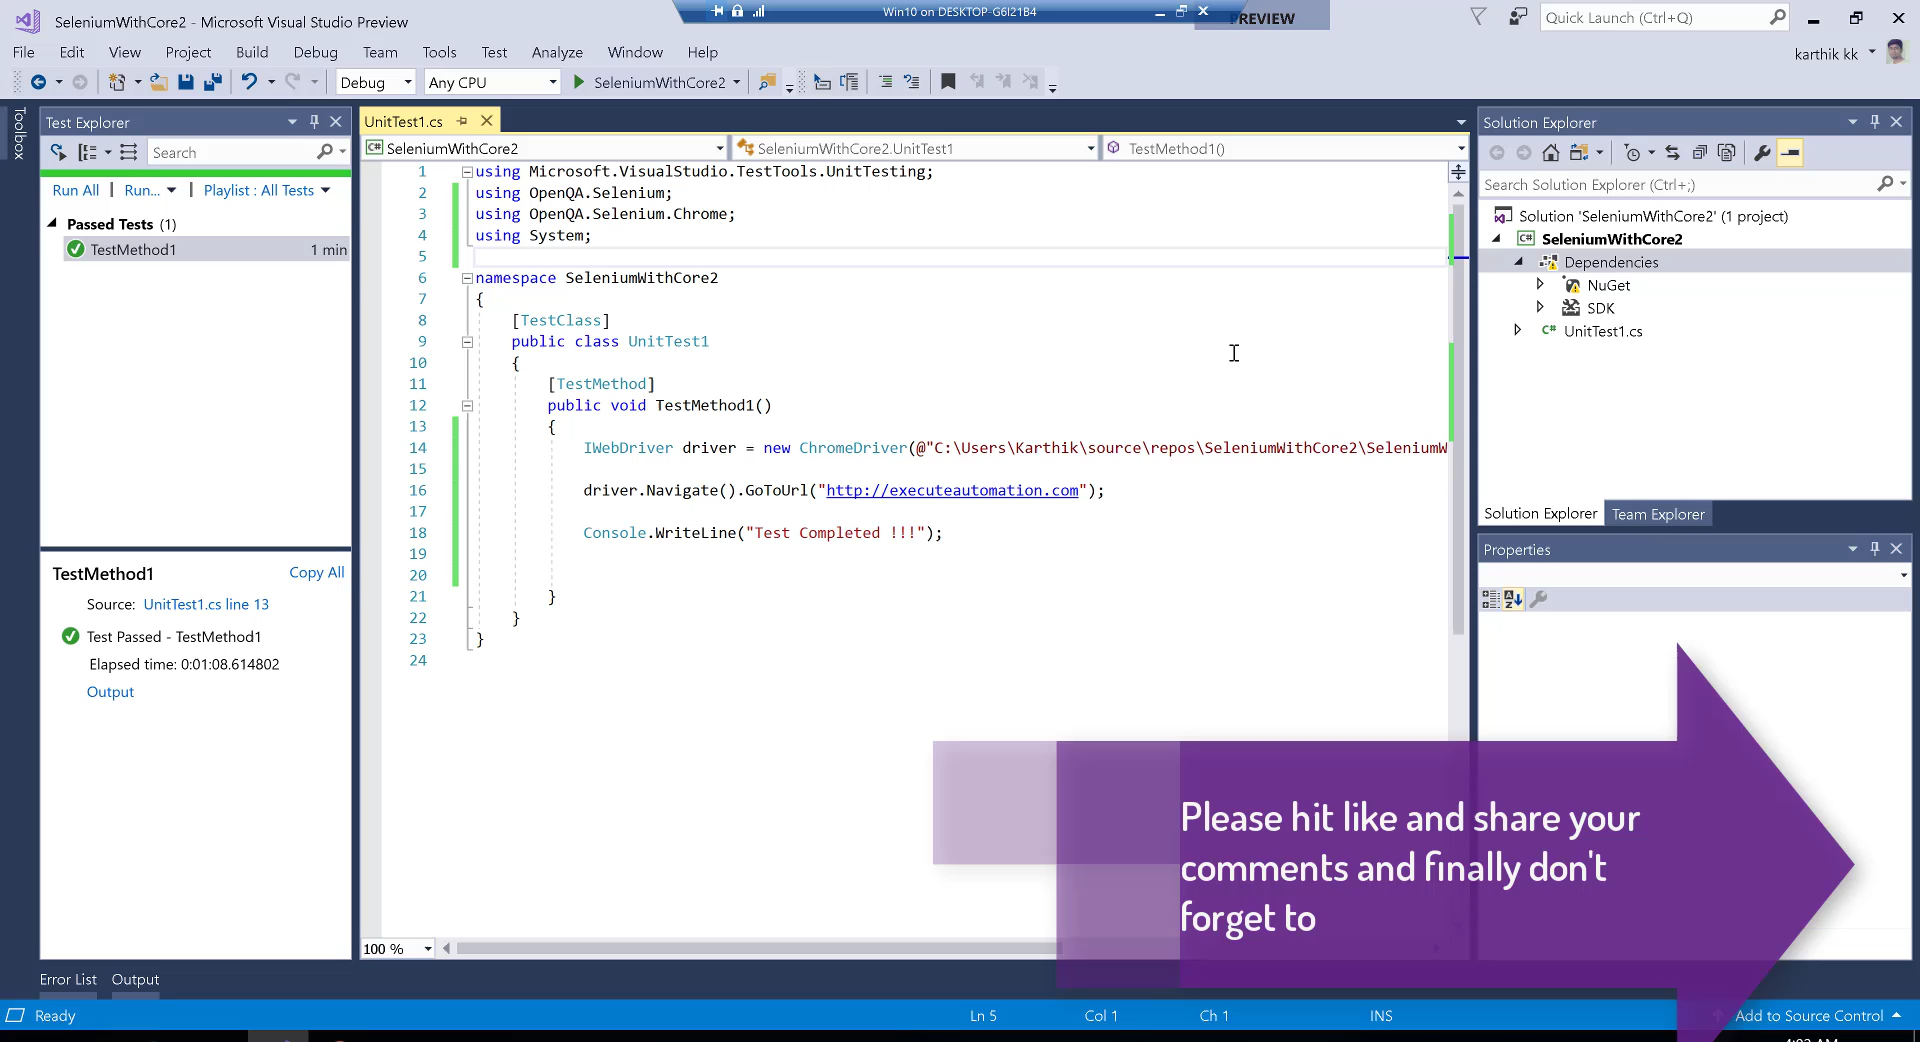 SeleniumWithCore2 - Microsoft Visual Studio Preview
Win10 on DESKTOP-G6I21B4
PREVIEW
Quick Launch (Ctrl+Q)
File Edit View Project Build Debug Team Tools Test Analyze Window Help
karthik kk
Debug Any CPU SeleniumWithCore2
Toolbox
Test Explorer
Search
Run All | Run... | Playlist : All Tests
Passed Tests (1)
TestMethod1 1 min
TestMethod1 Copy All
Source: UnitTest1.cs line 13
Test Passed - TestMethod1
Elapsed time: 0:01:08.614802
Output
UnitTest1.cs
SeleniumWithCore2 SeleniumWithCore2.UnitTest1 TestMethod1()
1 using Microsoft.VisualStudio.TestTools.UnitTesting;
2 using OpenQA.Selenium;
3 using OpenQA.Selenium.Chrome;
4 using System;
5
6 namespace SeleniumWithCore2
7 {
8 [TestClass]
9 public class UnitTest1
10 {
11 [TestMethod]
12 public void TestMethod1()
13 {
14 IWebDriver driver = new ChromeDriver(@"C:\Users\Karthik\source\repos\SeleniumWithCore2\SeleniumW
15
16 driver.Navigate().GoToUrl("http://executeautomation.com");
17
18 Console.WriteLine("Test Completed !!!");
19
20
21 }
22 }
23 }
24
100 %
Solution Explorer
Search Solution Explorer (Ctrl+;)
Solution 'SeleniumWithCore2' (1 project)
C# SeleniumWithCore2
Dependencies
NuGet
SDK
C# UnitTest1.cs
Solution Explorer Team Explorer
Properties
Please hit like and share your
comments and finally don't
forget to
Error List Output
Ready Ln 5 Col 1 Ch 1 INS Add to Source Control